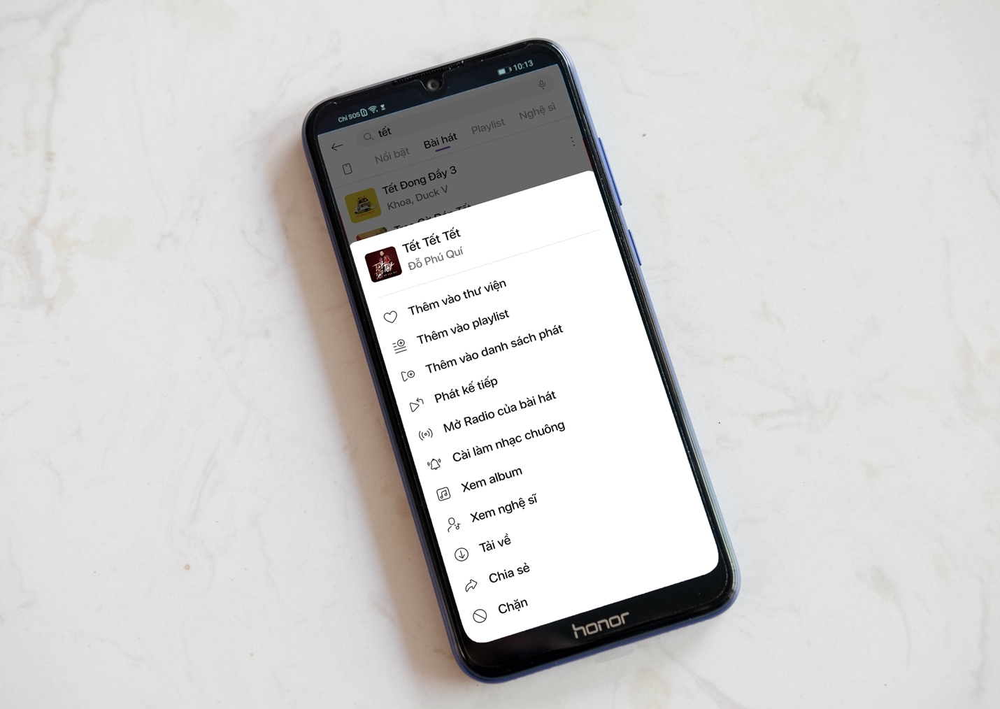 Chỉ SOS
10:13
tết
Nổi bật
Bài hát
Playlist
Nghệ sĩ
Tết Đong Đầy 3
Khoa, Duck V
Tết Tết Tết
Đỗ Phú Quí
Thêm vào thư viện
Thêm vào playlist
Thêm vào danh sách phát
Phát kế tiếp
Mở Radio của bài hát
Cài làm nhạc chuông
Xem album
Xem nghệ sĩ
Tải về
Chia sẻ
Chặn
honor